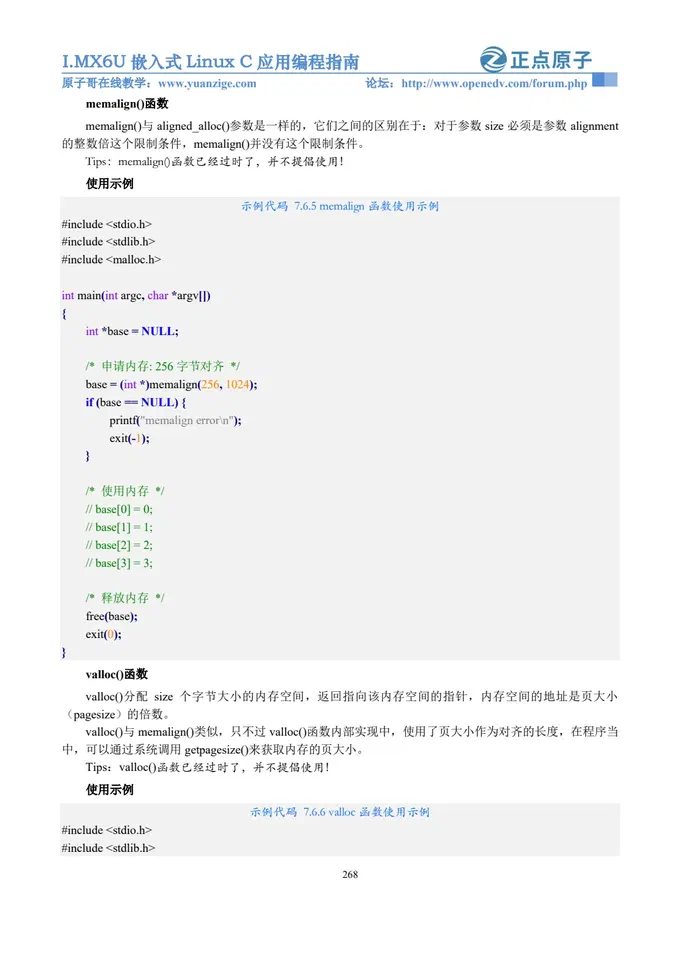 I.MX6U 嵌入式 Linux C 应用编程指南
正点原子
原子哥在线教学：www.yuanzige.com 论坛：http://www.openedv.com/forum.php
memalign()函数
memalign()与 aligned_alloc()参数是一样的，它们之间的区别在于：对于参数 size 必须是参数 alignment
的整数倍这个限制条件，memalign()并没有这个限制条件。
Tips：memalign()函数已经过时了，并不提倡使用！
使用示例
示例代码 7.6.5 memalign 函数使用示例
#include <stdio.h>
#include <stdlib.h>
#include <malloc.h>
int main(int argc, char *argv[])
{
int *base = NULL;
/* 申请内存: 256 字节对齐 */
base = (int *)memalign(256, 1024);
if (base == NULL) {
printf("memalign error\n");
exit(-1);
}
/* 使用内存 */
// base[0] = 0;
// base[1] = 1;
// base[2] = 2;
// base[3] = 3;
/* 释放内存 */
free(base);
exit(0);
}
valloc()函数
valloc()分配 size 个字节大小的内存空间，返回指向该内存空间的指针，内存空间的地址是页大小
（pagesize）的倍数。
valloc()与 memalign()类似，只不过 valloc()函数内部实现中，使用了页大小作为对齐的长度，在程序当
中，可以通过系统调用 getpagesize()来获取内存的页大小。
Tips：valloc()函数已经过时了，并不提倡使用！
使用示例
示例代码 7.6.6 valloc 函数使用示例
#include <stdio.h>
#include <stdlib.h>
268